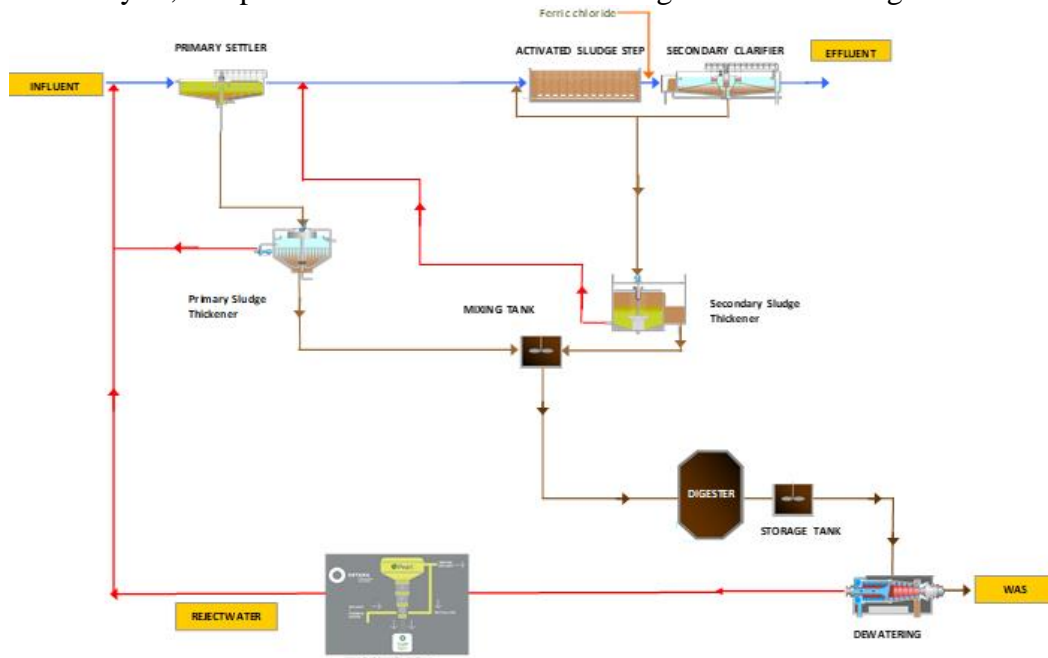 Ferric chloride
PRIMARY SETTLER
ACTIVATED SLUDGE STEP
SECONDARY CLARIFIER
EFFLUENT
INFLUENT
Primary Sludge
Thickener
MIXING TANK
Secondary Sludge
Thickener
DIGESTER
STORAGE TANK
WAS
REJECTWATER
DEWATERING